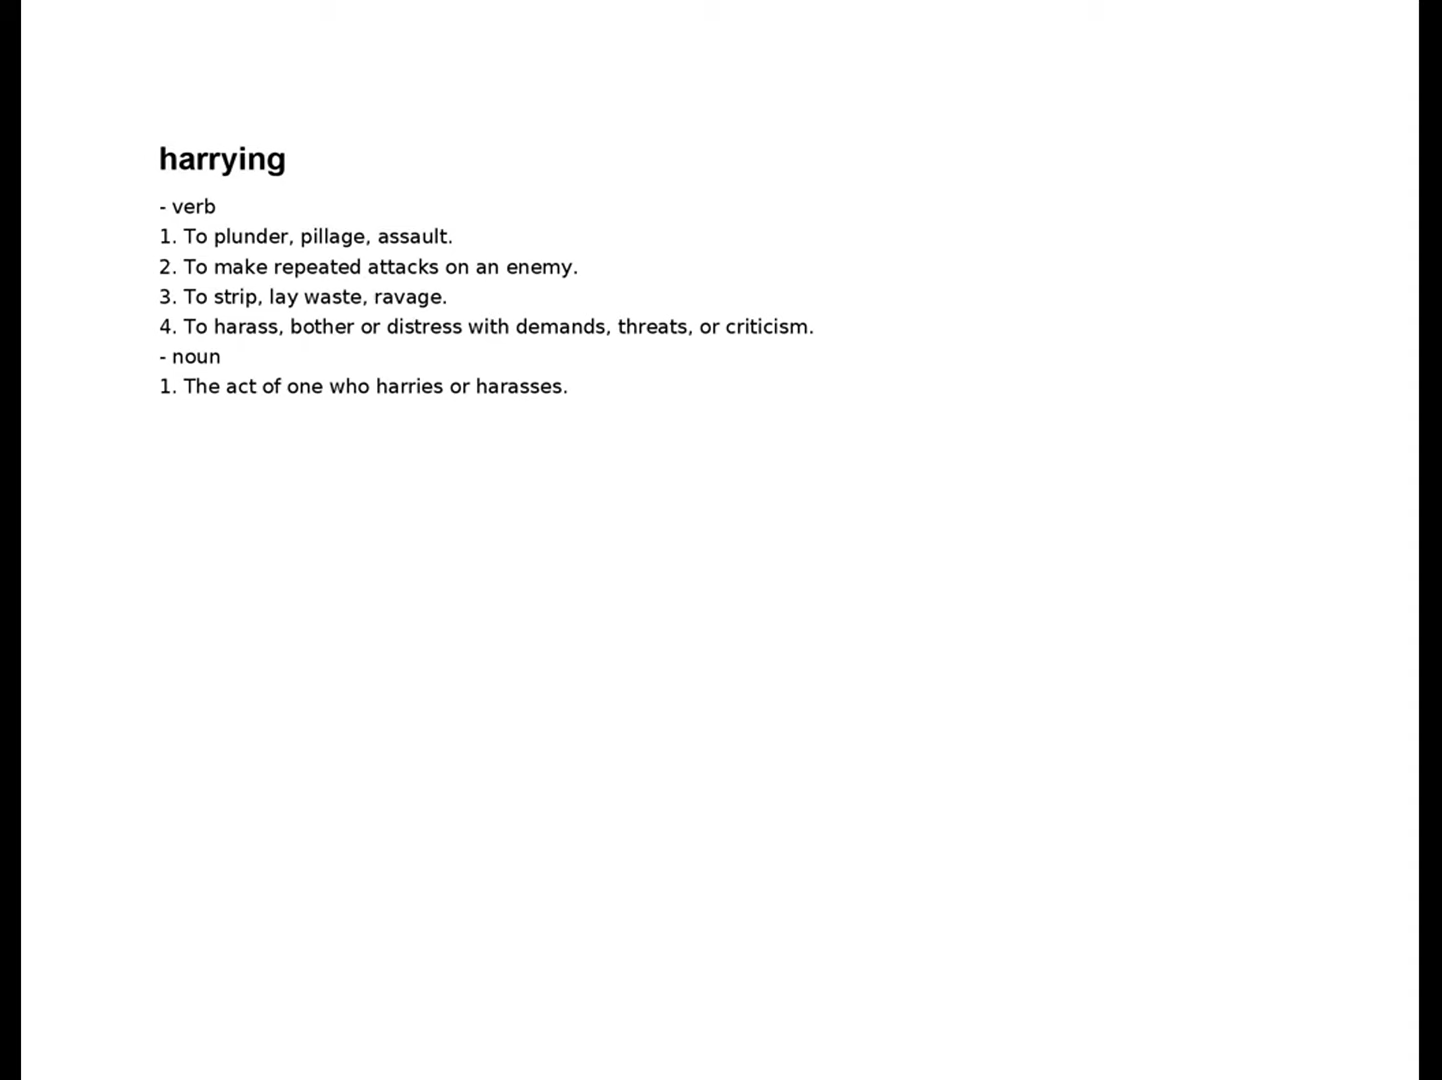 harrying
- verb
1. To plunder, pillage, assault.
2. To make repeated attacks on an enemy.
3. To strip, lay waste, ravage.
4. To harass, bother or distress with demands, threats, or criticism.
- noun
1. The act of one who harries or harasses.